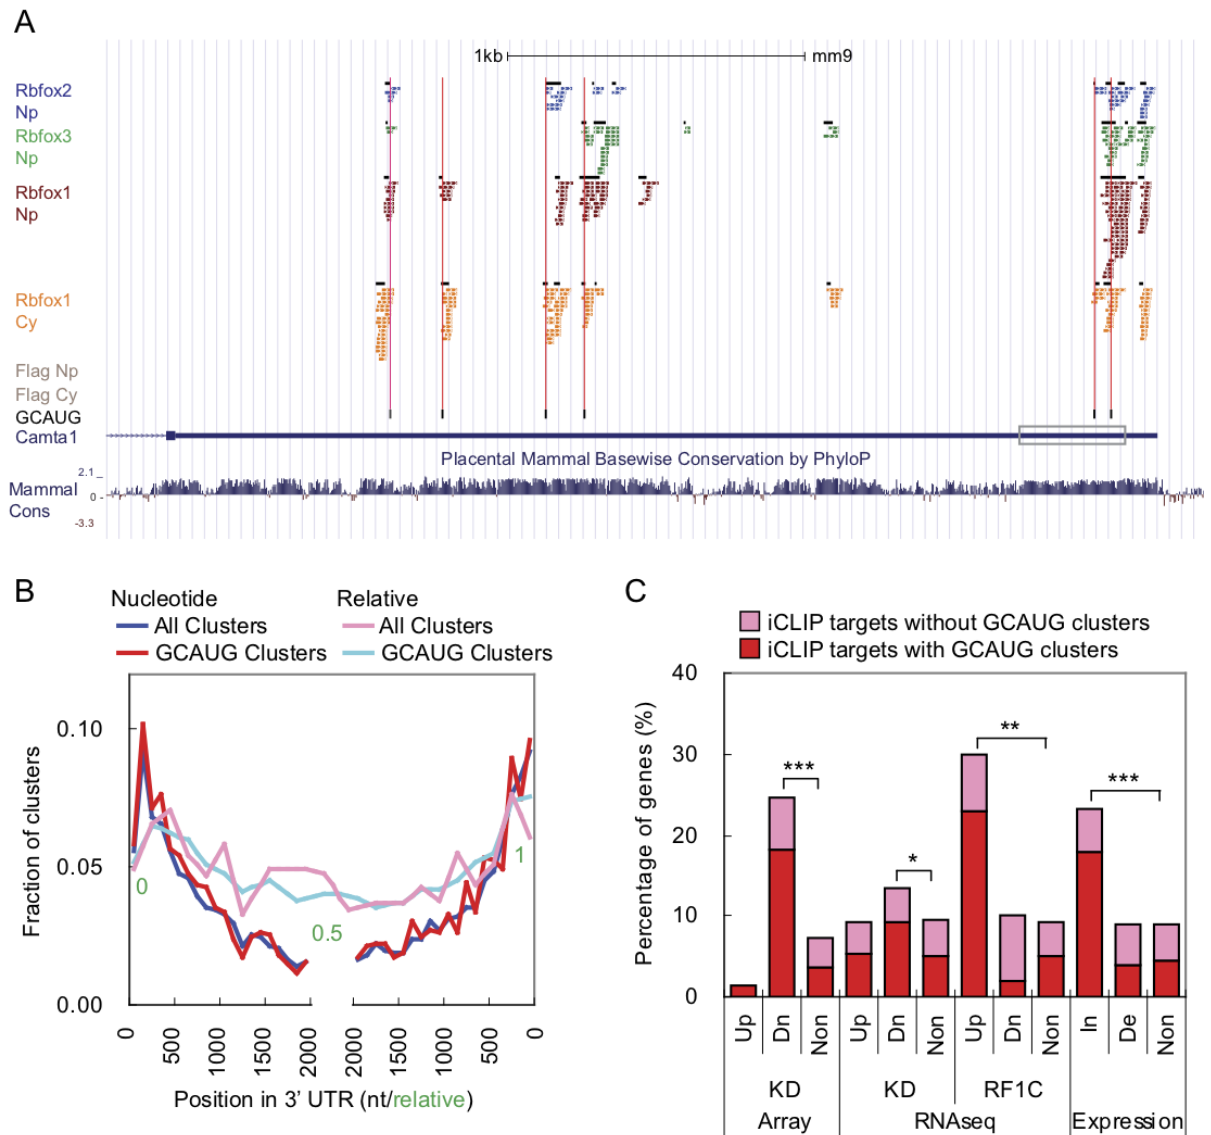 A
1kb
mm9
Rbfox2
Np
Rbfox3
Np
Rbfox1
Np
Rbfox1
Cy
Flag Np
Flag Cy
GCAUG
Camta1
Placental Mammal Basewise Conservation by PhyloP
2.1
Mammal
Cons
0
-3.3
B
Nucleotide
All Clusters
GCAUG Clusters
Relative
All Clusters
GCAUG Clusters
Fraction of clusters
0.10
0.05
0.00
0
0.5
1
0 500 1000 1500 2000 2000 1500 1000 500 0
Position in 3' UTR (nt/relative)
C
iCLIP targets without GCAUG clusters
iCLIP targets with GCAUG clusters
Percentage of genes (%)
40
30
20
10
0
***
*
**
***
Up Dn Non Up Dn Non Up Dn Non In De Non
KD KD RF1C
Array RNAseq Expression